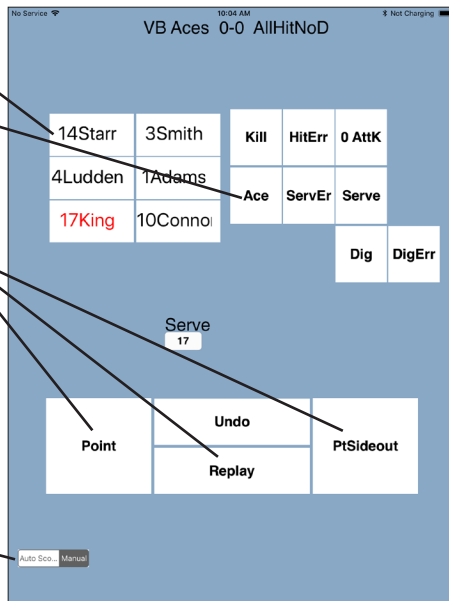 No Service 10:04 AM Not Charging
VB Aces 0-0 AllHitNoD
14Starr 3Smith Kill HitErr 0 AttK
4Ludden 1Adams Ace ServEr Serve
17King 10Connor
Dig DigErr
Serve
17
Point Undo PtSideout
Replay
Auto Sco... Manual